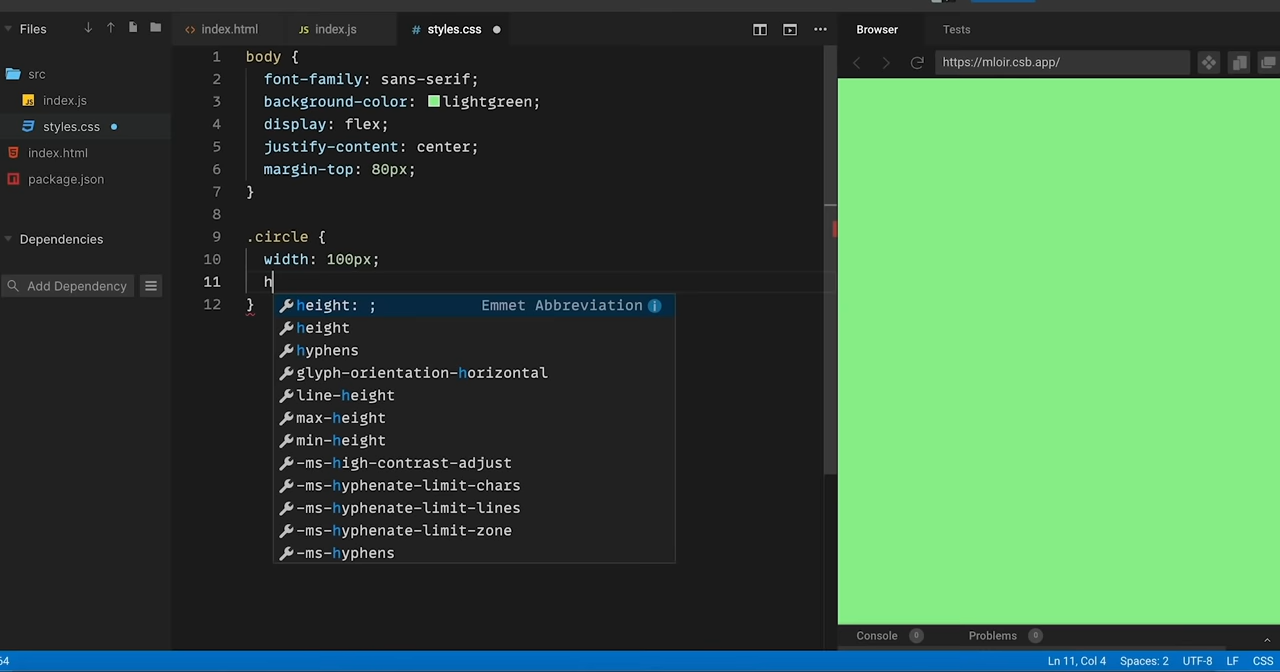 Files
index.html
JS index.js
# styles.css
Browser
Tests
https://mloir.csb.app/
src
JS index.js
styles.css
index.html
package.json
Dependencies
Add Dependency
1 body {
2 font-family: sans-serif;
3 background-color: lightgreen;
4 display: flex;
5 justify-content: center;
6 margin-top: 80px;
7 }
8
9 .circle {
10 width: 100px;
11 h
12 }
height: ; Emmet Abbreviation
height
hyphens
glyph-orientation-horizontal
line-height
max-height
min-height
-ms-high-contrast-adjust
-ms-hyphenate-limit-chars
-ms-hyphenate-limit-lines
-ms-hyphenate-limit-zone
-ms-hyphens
Console 0 Problems 0
64 Ln 11, Col 4 Spaces: 2 UTF-8 LF CSS